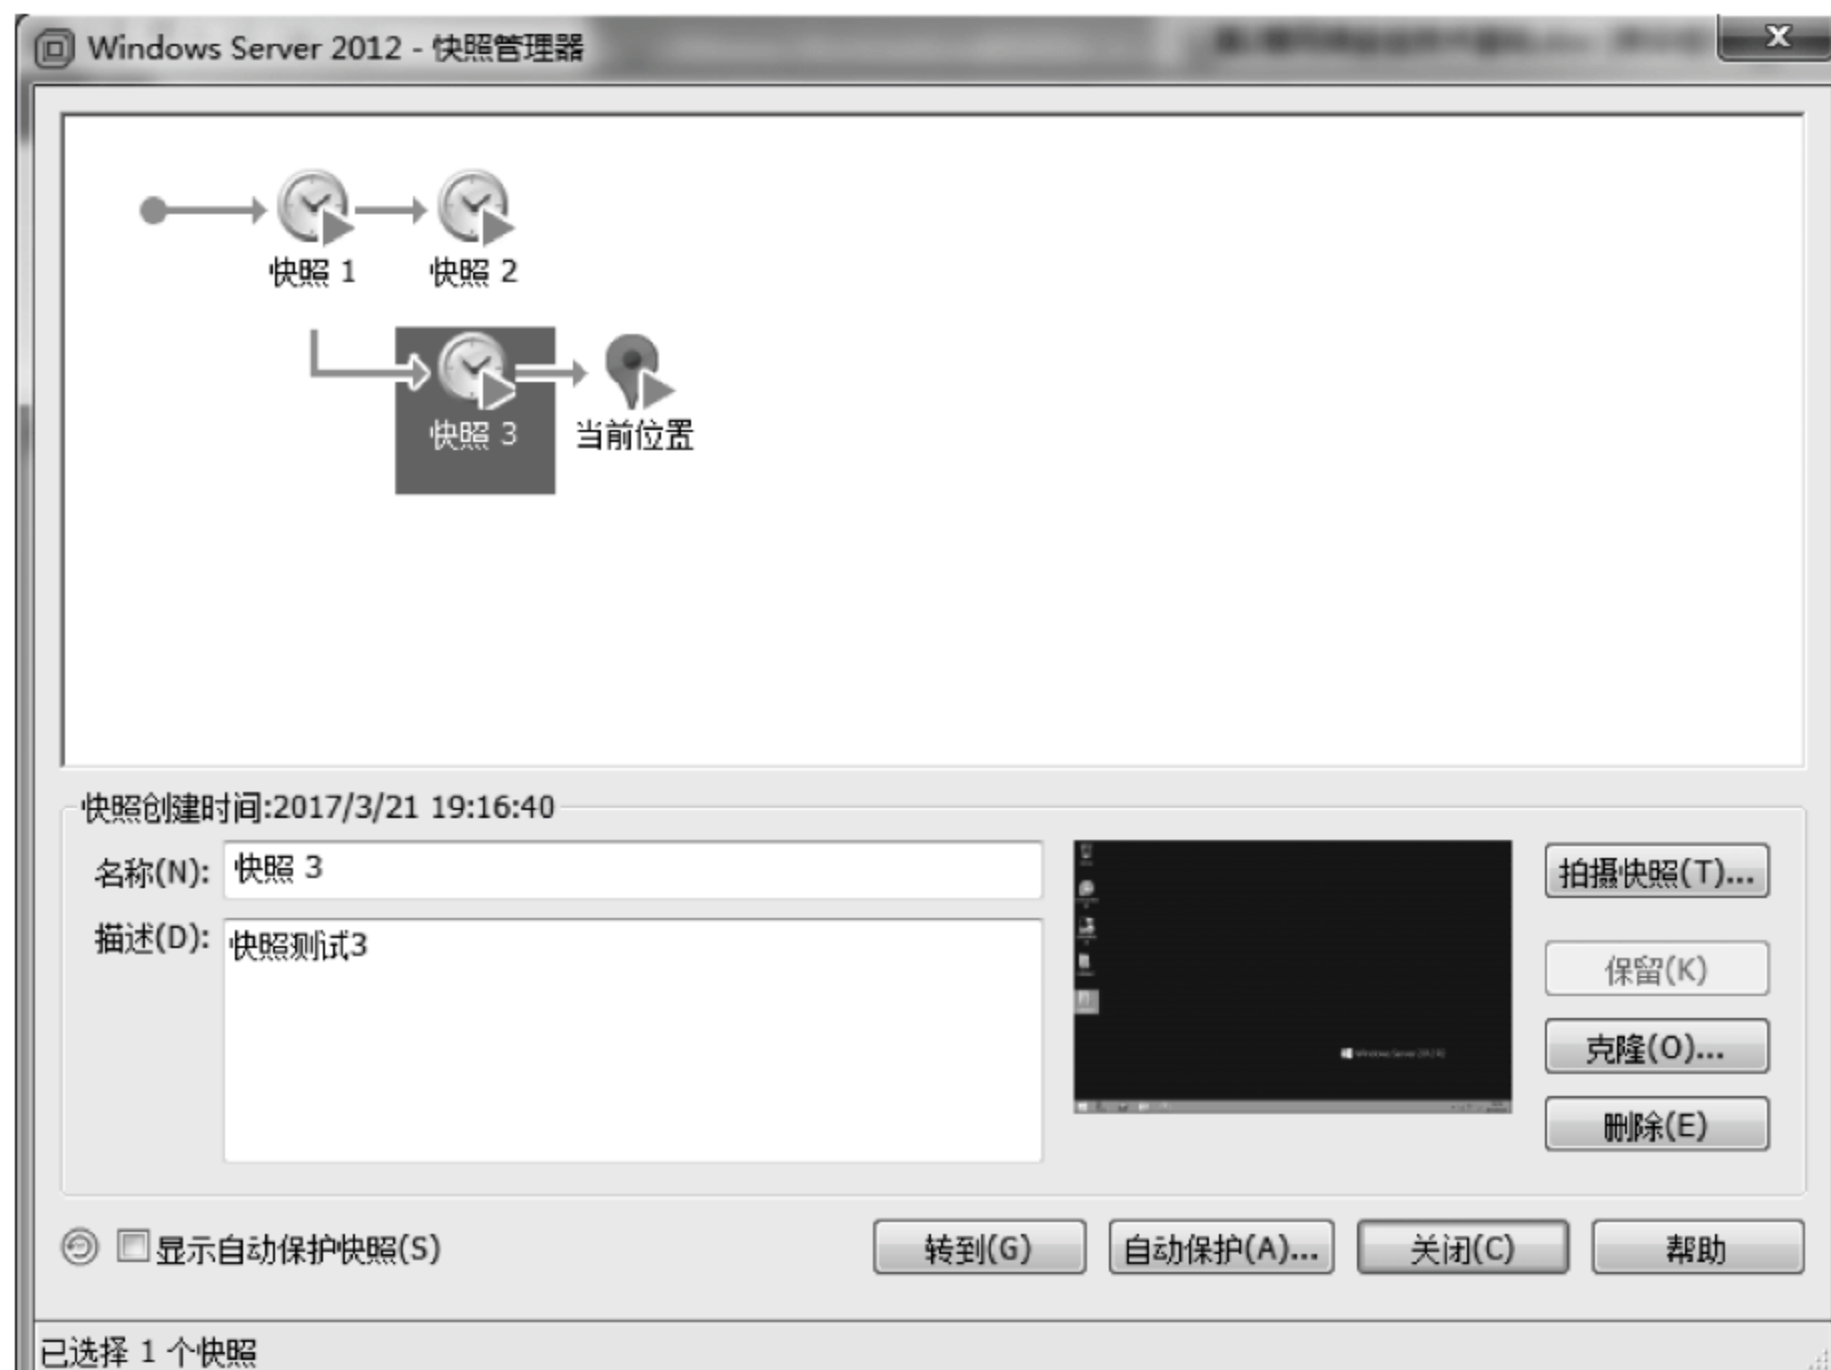 Windows Server 2012 - 快照管理器
快照 1
快照 2
快照 3
当前位置
快照创建时间:2017/3/21 19:16:40
名称(N):
快照 3
描述(D):
快照测试3
拍摄快照(T)...
保留(K)
克隆(O)...
删除(E)
显示自动保护快照(S)
转到(G)
自动保护(A)...
关闭(C)
帮助
已选择 1 个快照